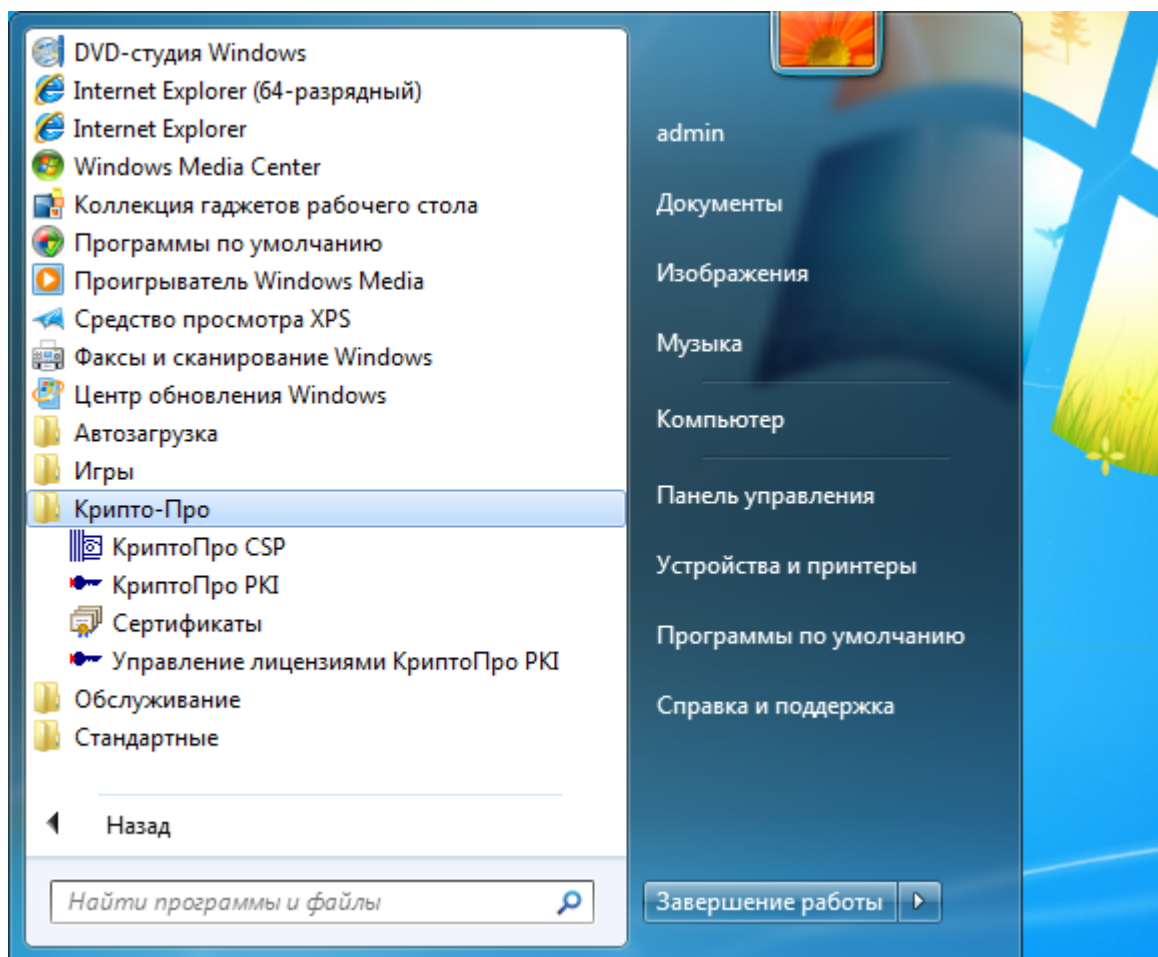 DVD-студия Windows
Internet Explorer (64-разрядный)
Internet Explorer
Windows Media Center
Коллекция гаджетов рабочего стола
Программы по умолчанию
Проигрыватель Windows Media
Средство просмотра XPS
Факсы и сканирование Windows
Центр обновления Windows
Автозагрузка
Игры
Крипто-Про
КриптоПро CSP
КриптоПро PKI
Сертификаты
Управление лицензиями КриптоПро PKI
Обслуживание
Стандартные
Назад
Найти программы и файлы
admin
Документы
Изображения
Музыка
Компьютер
Панель управления
Устройства и принтеры
Программы по умолчанию
Справка и поддержка
Завершение работы